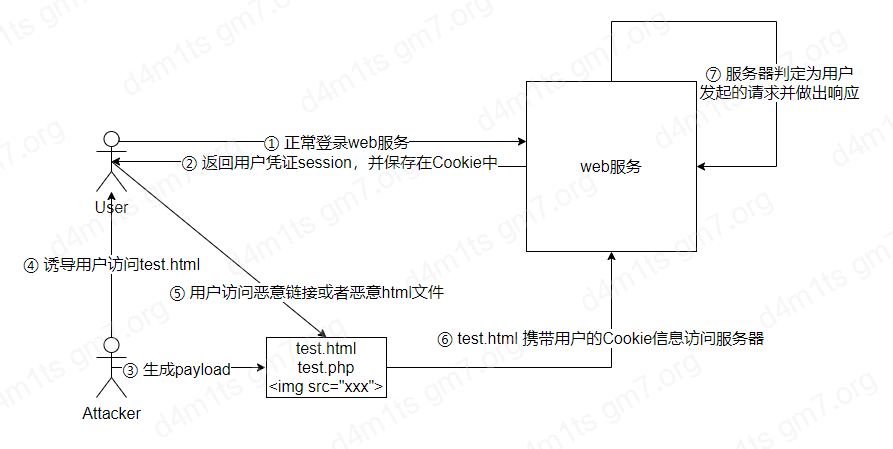 ⑦ 服务器判定为用户
发起的请求并做出响应
① 正常登录web服务
② 返回用户凭证session，并保存在Cookie中
web服务
User
④ 诱导用户访问test.html
⑤ 用户访问恶意链接或者恶意html文件
⑥ test.html 携带用户的Cookie信息访问服务器
test.html
test.php
<img src="xxx">
③ 生成payload
Attacker
d4m1ts gm7.org